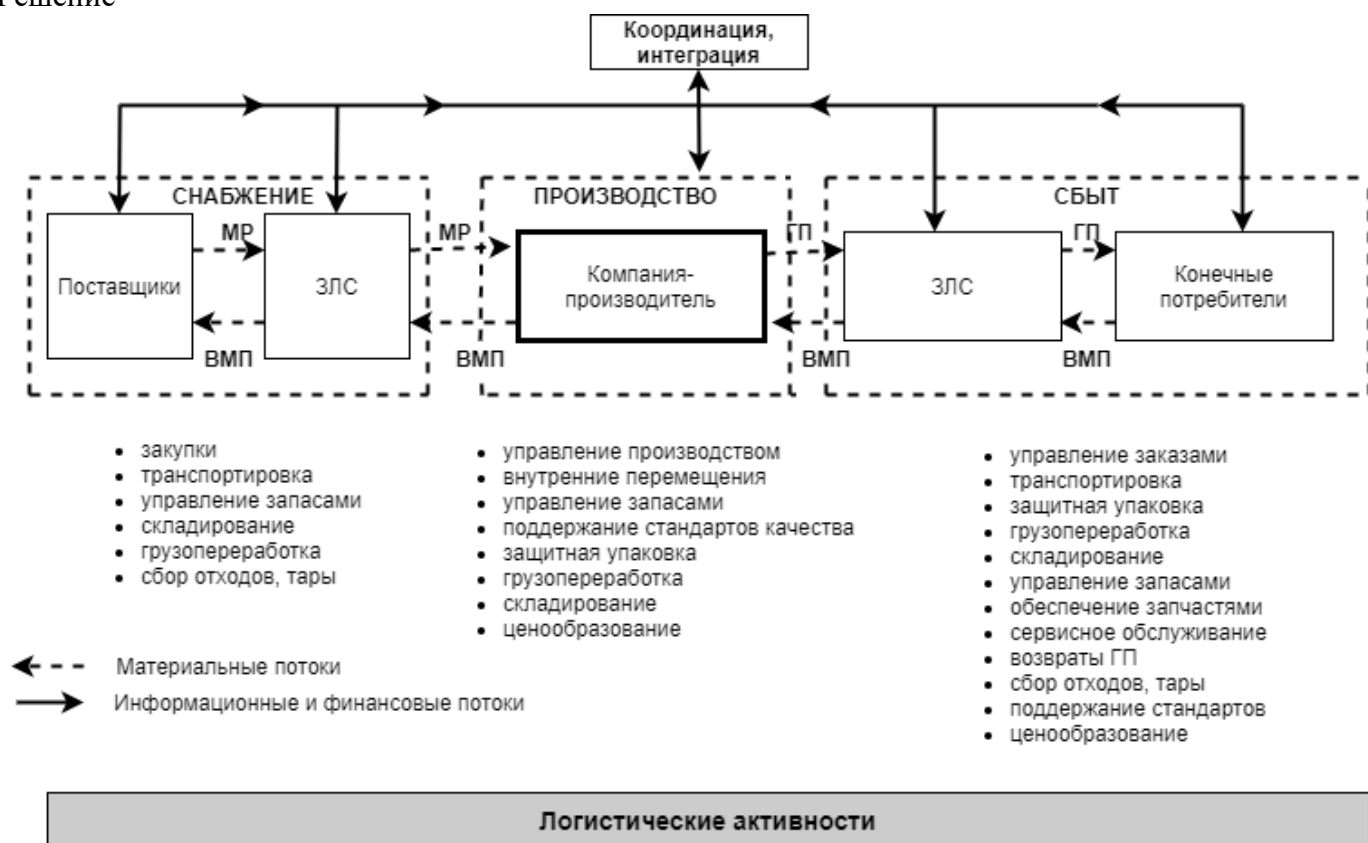 Решение
Координация,
интеграция
СНАБЖЕНИЕ
ПРОИЗВОДСТВО
СБЫТ
МР
МР
ГП
ГП
Поставщики
ЗЛС
Компания-
производитель
ЗЛС
Конечные
потребители
ВМП
ВМП
ВМП
ВМП
• закупки
• транспортировка
• управление запасами
• складирование
• грузопереработка
• сбор отходов, тары
• управление производством
• внутренние перемещения
• управление запасами
• поддержание стандартов качества
• защитная упаковка
• грузопереработка
• складирование
• ценообразование
• управление заказами
• транспортировка
• защитная упаковка
• грузопереработка
• складирование
• управление запасами
• обеспечение запчастями
• сервисное обслуживание
• возвраты ГП
• сбор отходов, тары
• поддержание стандартов
• ценообразование
Материальные потоки
Информационные и финансовые потоки
Логистические активности